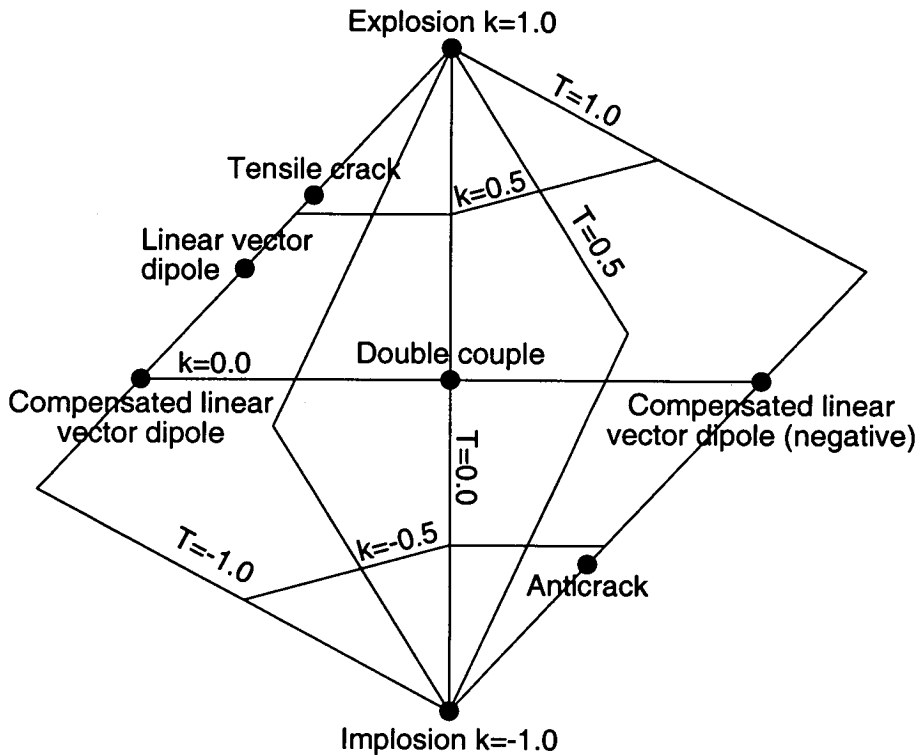 Explosion k=1.0
T=1.0
Tensile crack
k=0.5
T=0.5
Linear vector
dipole
k=0.0
Double couple
Compensated linear
vector dipole
Compensated linear
vector dipole (negative)
T=0.0
T=-1.0
k=-0.5
Anticrack
Implosion k=-1.0